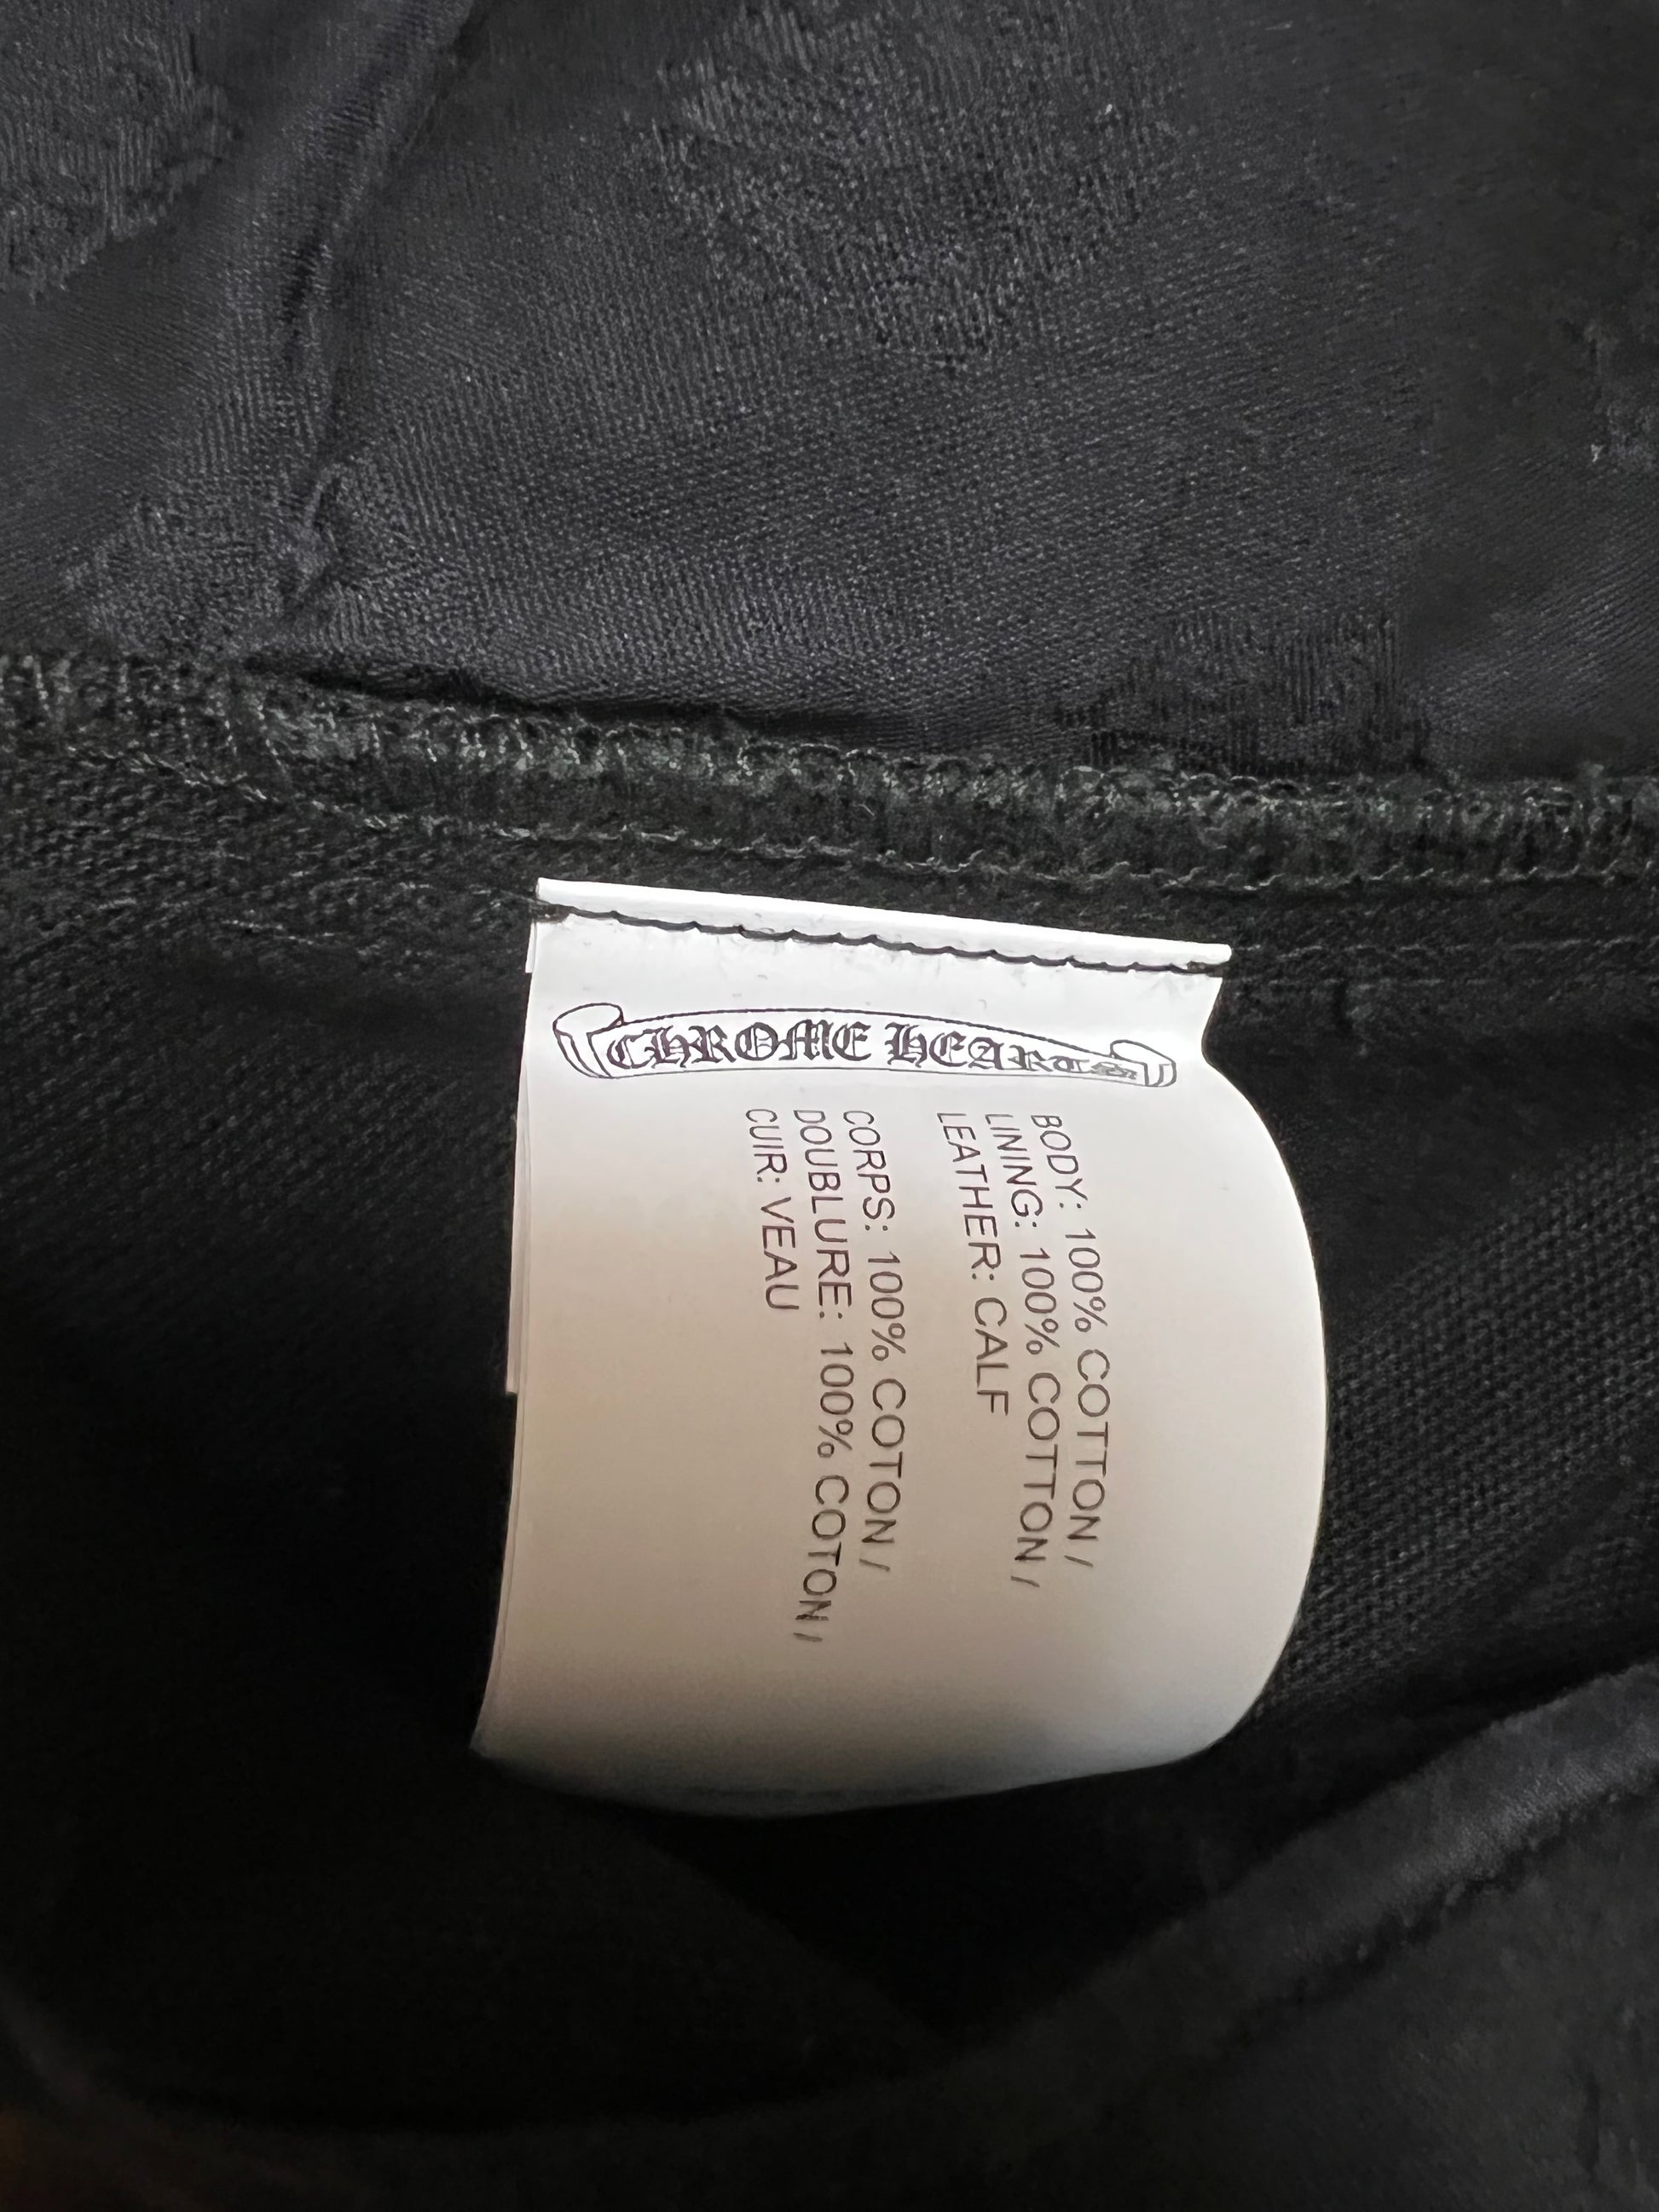 CHROME HEARTS
BODY: 100% COTTON /
LINING: 100% COTTON /
LEATHER: CALF
CORPS: 100% COTON /
DOUBLURE: 100% COTON /
CUIR: VEAU